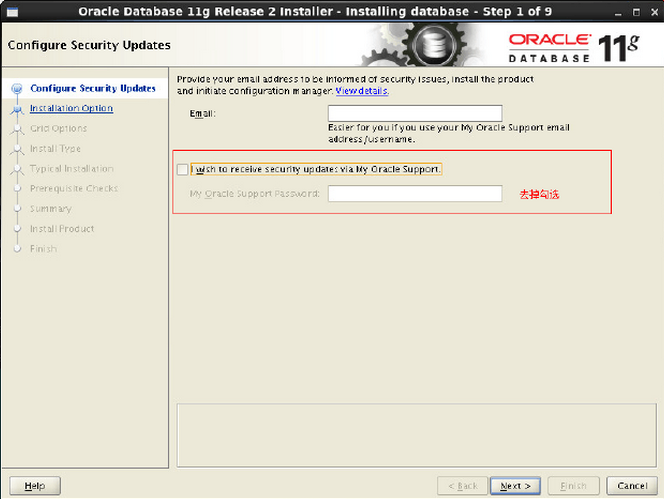 Oracle Database 11g Release 2 Installer - Installing database - Step 1 of 9
Configure Security Updates
ORACLE
DATABASE
11g
Configure Security Updates
Installation Option
Grid Options
Install Type
Typical Installation
Prerequisite Checks
Summary
Install Product
Finish
Provide your email address to be informed of security issues, install the product
and initiate configuration manager. View details.
Email:
Easier for you if you use your My Oracle Support email
address/username.
I wish to receive security updates via My Oracle Support.
My Oracle Support Password:
去掉勾选
Help
< Back
Next >
Finish
Cancel